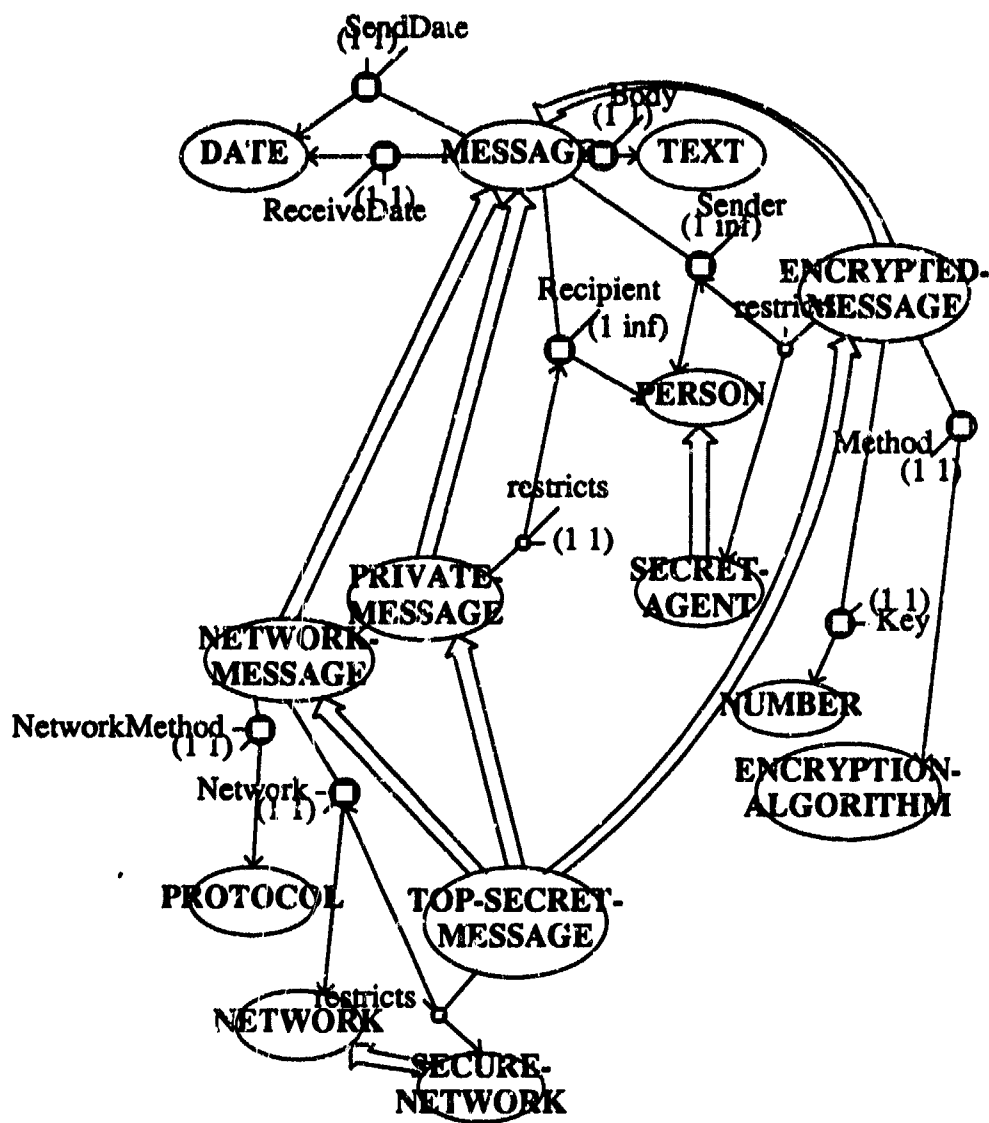 SendDate
(1 1)
Body
(1 1)
DATE
MESSAGE
TEXT
(1 1)
ReceiveDate
Sender
(1 inf)
ENCRYPTED-
MESSAGE
Recipient
(1 inf)
restricts
PERSON
Method
(1 1)
restricts
(1 1)
PRIVATE-
MESSAGE
SECRET-
AGENT
(1 1)
Key
NETWORK-
MESSAGE
NUMBER
NetworkMethod
(1 1)
Network
(1 1)
ENCRYPTION-
ALGORITHM
PROTOCOL
TOP-SECRET-
MESSAGE
restricts
NETWORK
SECURE-
NETWORK